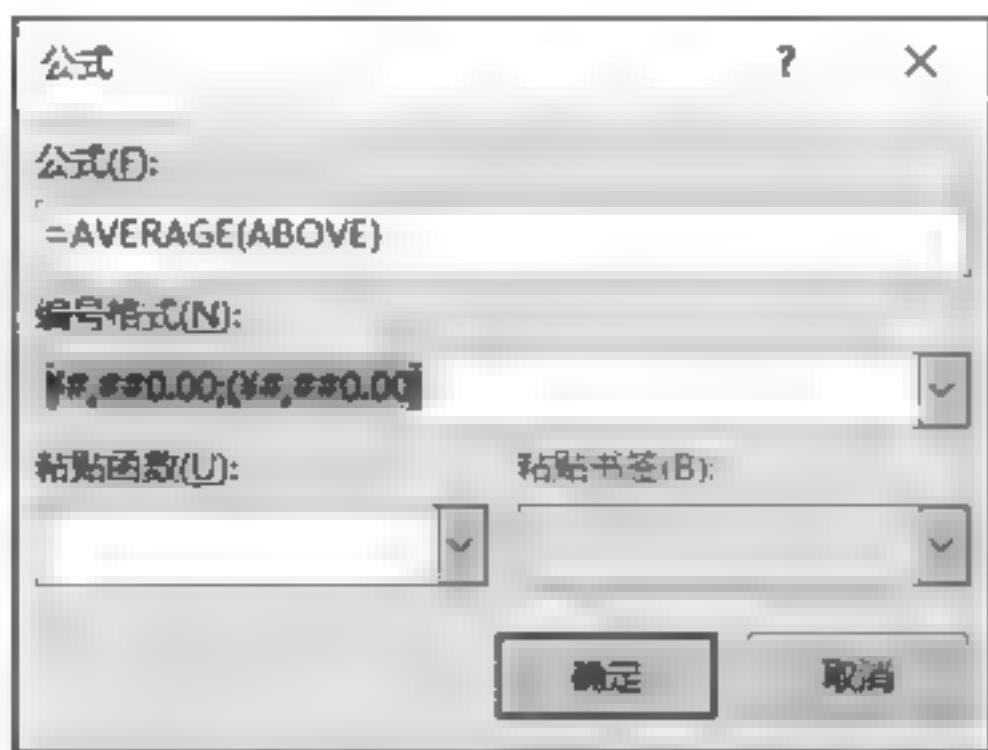 公式 ? ×
公式(F):
=AVERAGE(ABOVE)
编号格式(N):
¥#,##0.00;(¥#,##0.00
粘贴函数(U): 粘贴书签(B):
确定 取消